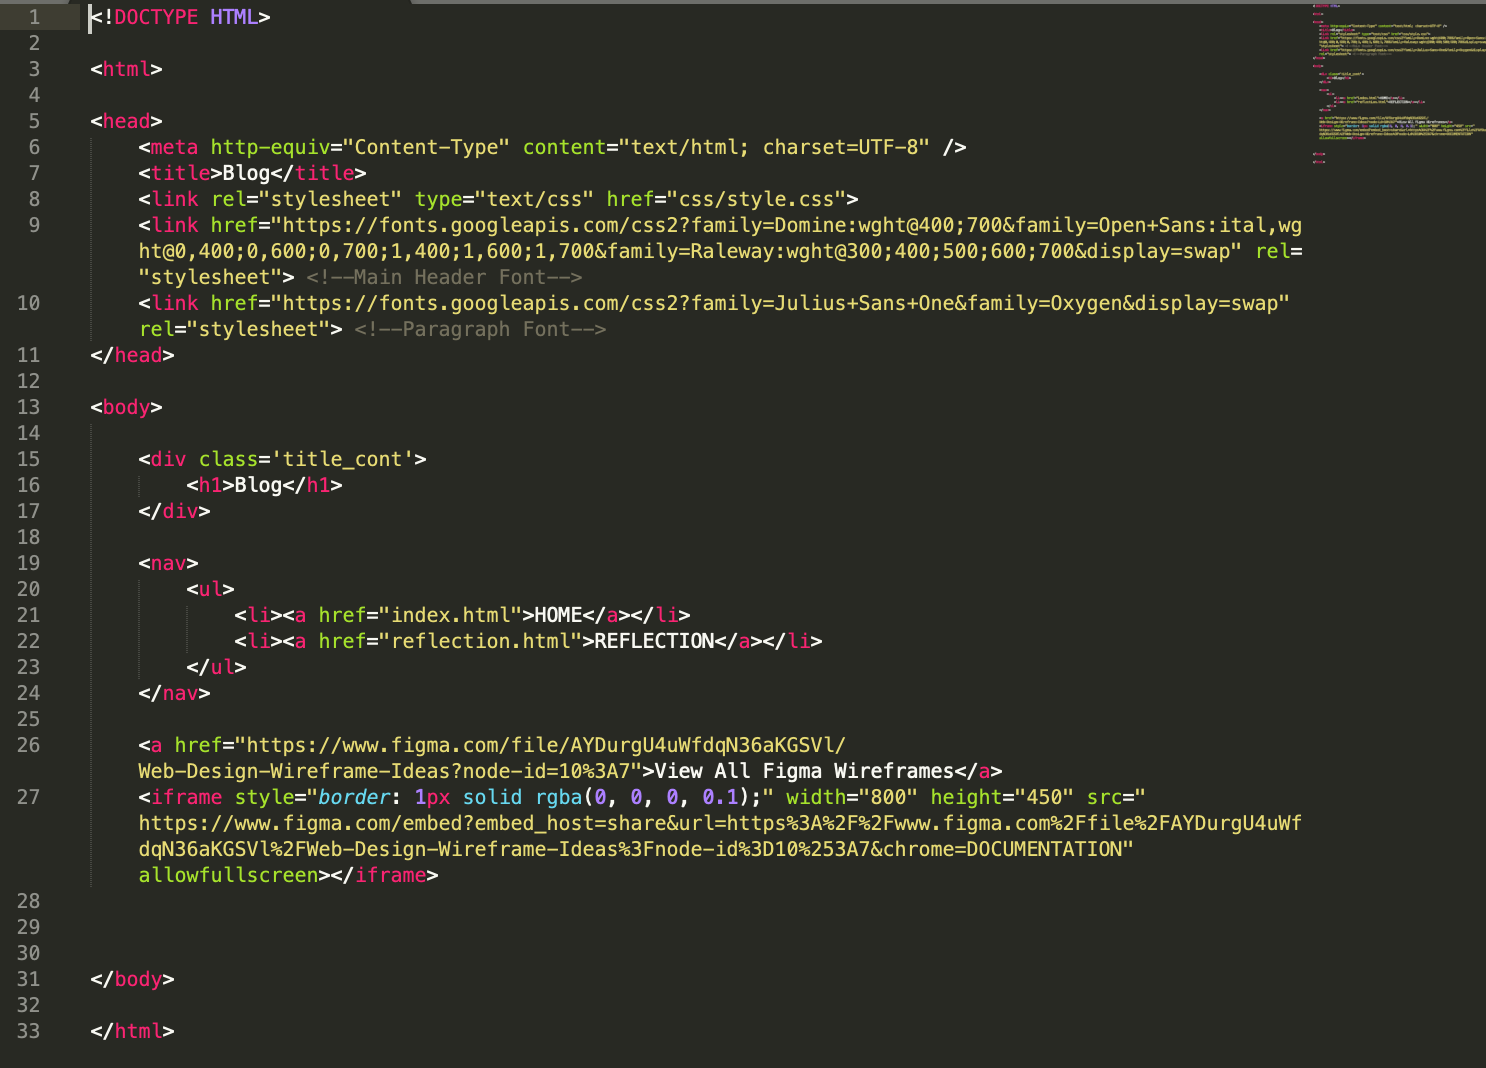 1 <!DOCTYPE HTML>
2
3 <html>
4
5 <head>
6 <meta http-equiv="Content-Type" content="text/html; charset=UTF-8" />
7 <title>Blog</title>
8 <link rel="stylesheet" type="text/css" href="css/style.css">
9 <link href="https://fonts.googleapis.com/css2?family=Domine:wght@400;700&family=Open+Sans:ital,wg
ht@0,400;0,600;0,700;1,400;1,600;1,700&family=Raleway:wght@300;400;500;600;700&display=swap" rel=
"stylesheet"> <!--Main Header Font-->
10 <link href="https://fonts.googleapis.com/css2?family=Julius+Sans+One&family=Oxygen&display=swap"
rel="stylesheet"> <!--Paragraph Font-->
11 </head>
12
13 <body>
14
15 <div class='title_cont'>
16 <h1>Blog</h1>
17 </div>
18
19 <nav>
20 <ul>
21 <li><a href="index.html">HOME</a></li>
22 <li><a href="reflection.html">REFLECTION</a></li>
23 </ul>
24 </nav>
25
26 <a href="https://www.figma.com/file/AYDurgU4uWfdqN36aKGSVl/
Web-Design-Wireframe-Ideas?node-id=10%3A7">View All Figma Wireframes</a>
27 <iframe style="border: 1px solid rgba(0, 0, 0, 0.1);" width="800" height="450" src="
https://www.figma.com/embed?embed_host=share&url=https%3A%2F%2Fwww.figma.com%2Ffile%2FAYDurgU4uWf
dqN36aKGSVl%2FWeb-Design-Wireframe-Ideas%3Fnode-id%3D10%253A7&chrome=DOCUMENTATION"
allowfullscreen></iframe>
28
29
30
31 </body>
32
33 </html>